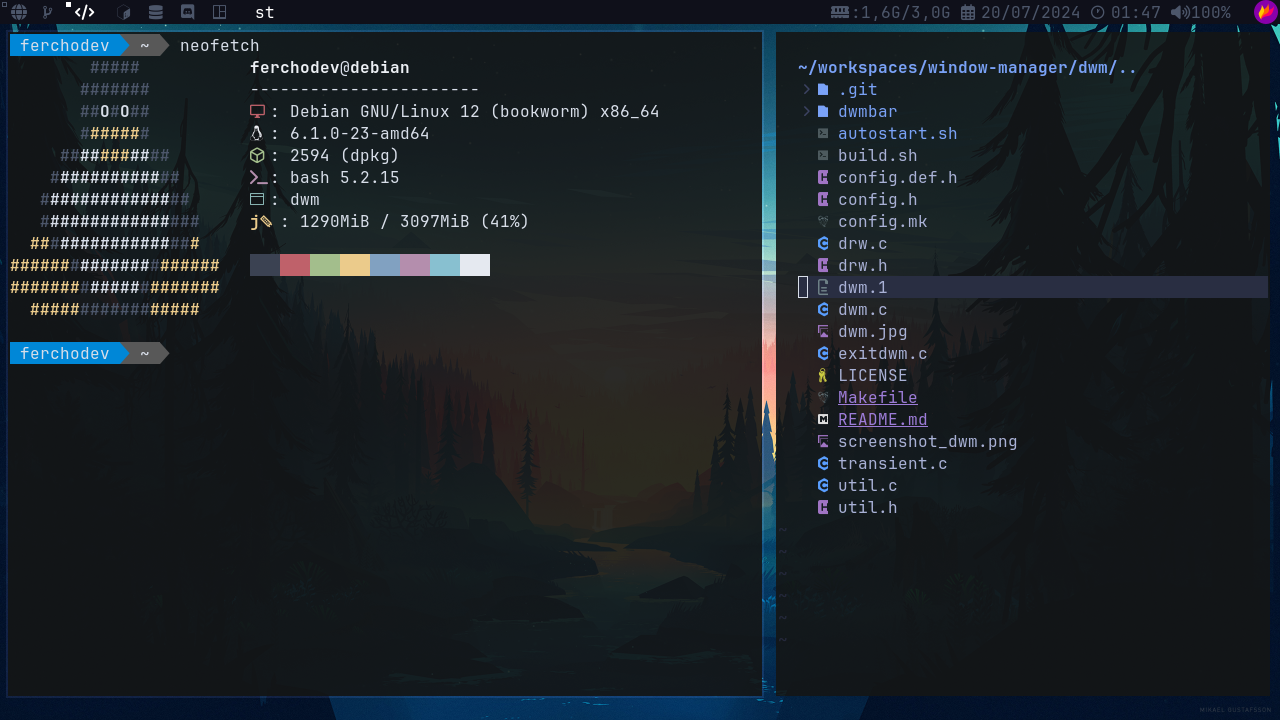 </> st :1,6G/3,0G 20/07/2024 01:47 100%
ferchodev ~ neofetch
#####
#######
##O#O##
#######
###########
#############
###############
################
#################
#####################
#####################
#################
ferchodev@debian
-----------------------
: Debian GNU/Linux 12 (bookworm) x86_64
: 6.1.0-23-amd64
: 2594 (dpkg)
: bash 5.2.15
: dwm
: 1290MiB / 3097MiB (41%)
ferchodev ~
~/workspaces/window-manager/dwm/..
.git
dwmbar
autostart.sh
build.sh
config.def.h
config.h
config.mk
drw.c
drw.h
dwm.1
dwm.c
dwm.jpg
exitdwm.c
LICENSE
Makefile
README.md
screenshot_dwm.png
transient.c
util.c
util.h
~
~
~
~
~
~
MIKAEL GUSTAFSSON